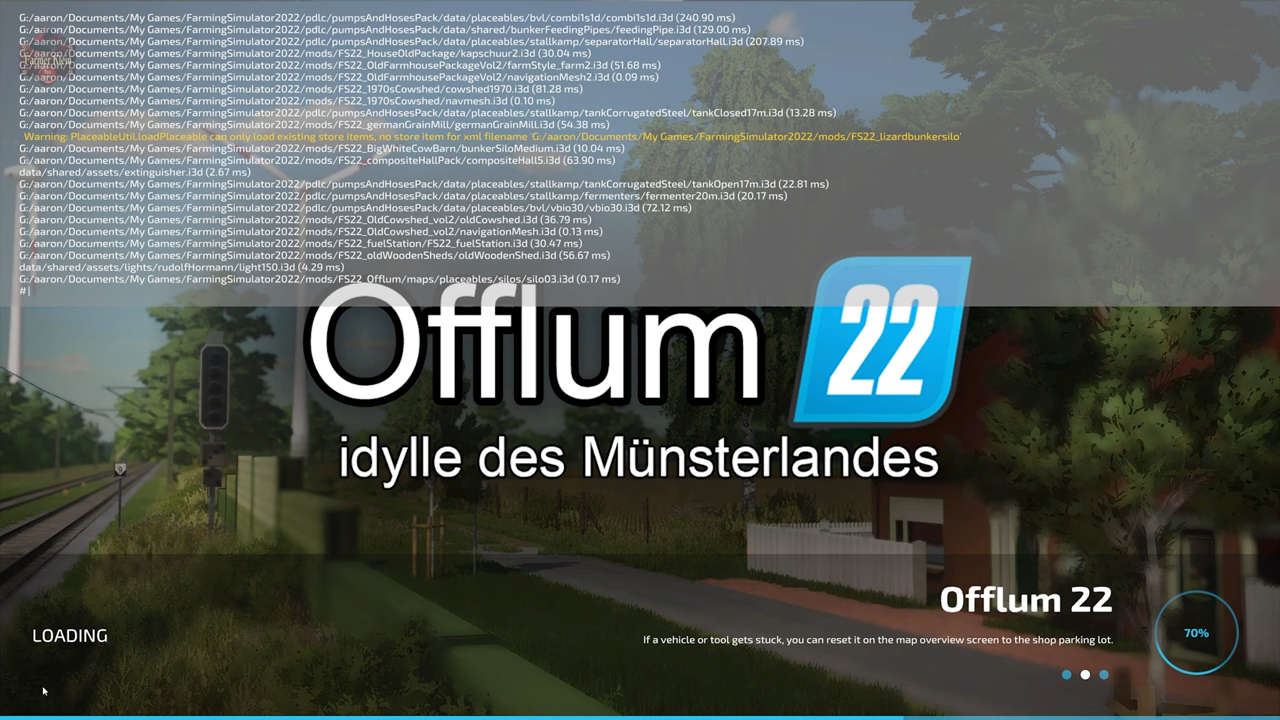 G:/aaron/Documents/My Games/FarmingSimulator2022/pdlc/pumpsAndHosesPack/data/placeables/bvl/combi1s1d/combi1s1d.i3d (240.90 ms)
G:/aaron/Documents/My Games/FarmingSimulator2022/pdlc/pumpsAndHosesPack/data/shared/bunkerFeedingPipes/feedingPipe.i3d (129.00 ms)
G:/aaron/Documents/My Games/FarmingSimulator2022/pdlc/pumpsAndHosesPack/data/placeables/stallkamp/separatorHall/separatorHall.i3d (207.89 ms)
G:/aaron/Documents/My Games/FarmingSimulator2022/mods/FS22_HouseOldPackage/kapschuur2.i3d (30.04 ms)
G:/aaron/Documents/My Games/FarmingSimulator2022/mods/FS22_OldFarmhousePackageVol2/farmStyle_farm2.i3d (51.68 ms)
G:/aaron/Documents/My Games/FarmingSimulator2022/mods/FS22_OldFarmhousePackageVol2/navigationMesh2.i3d (0.09 ms)
G:/aaron/Documents/My Games/FarmingSimulator2022/mods/FS22_1970sCowshed/cowshed1970.i3d (81.28 ms)
G:/aaron/Documents/My Games/FarmingSimulator2022/mods/FS22_1970sCowshed/navmesh.i3d (0.10 ms)
G:/aaron/Documents/My Games/FarmingSimulator2022/pdlc/pumpsAndHosesPack/data/placeables/stallkamp/tankCorrugatedSteel/tankClosed17m.i3d (13.28 ms)
G:/aaron/Documents/My Games/FarmingSimulator2022/mods/FS22_germanGrainMill/germanGrainMill.i3d (54.38 ms)
Warning: PlaceableUtil.loadPlaceable can only load existing store items, no store item for xml filename 'G:/aaron/Documents/My Games/FarmingSimulator2022/mods/FS22_lizardbunkersilo'
G:/aaron/Documents/My Games/FarmingSimulator2022/mods/FS22_BigWhiteCowBarn/bunkerSiloMedium.i3d (10.04 ms)
G:/aaron/Documents/My Games/FarmingSimulator2022/mods/FS22_compositeHallPack/compositeHall5.i3d (63.90 ms)
data/shared/assets/extinguisher.i3d (2.67 ms)
G:/aaron/Documents/My Games/FarmingSimulator2022/pdlc/pumpsAndHosesPack/data/placeables/stallkamp/tankCorrugatedSteel/tankOpen17m.i3d (22.81 ms)
G:/aaron/Documents/My Games/FarmingSimulator2022/pdlc/pumpsAndHosesPack/data/placeables/stallkamp/fermenters/fermenter20m.i3d (20.17 ms)
G:/aaron/Documents/My Games/FarmingSimulator2022/pdlc/pumpsAndHosesPack/data/placeables/bvl/vbio30/vbio30.i3d (72.12 ms)
G:/aaron/Documents/My Games/FarmingSimulator2022/mods/FS22_OldCowshed_vol2/oldCowshed.i3d (36.79 ms)
G:/aaron/Documents/My Games/FarmingSimulator2022/mods/FS22_OldCowshed_vol2/navigationMesh.i3d (0.13 ms)
G:/aaron/Documents/My Games/FarmingSimulator2022/mods/FS22_fuelStation/FS22_fuelStation.i3d (30.47 ms)
G:/aaron/Documents/My Games/FarmingSimulator2022/mods/FS22_oldWoodenSheds/oldWoodenShed.i3d (56.67 ms)
data/shared/assets/lights/rudolfHormann/light150.i3d (4.29 ms)
G:/aaron/Documents/My Games/FarmingSimulator2022/mods/FS22_Offlum/maps/placeables/silos/silo03.i3d (0.17 ms)
#
Offlum 22
idylle des Münsterlandes
Offlum 22
LOADING
If a vehicle or tool gets stuck, you can reset it on the map overview screen to the shop parking lot.
70%